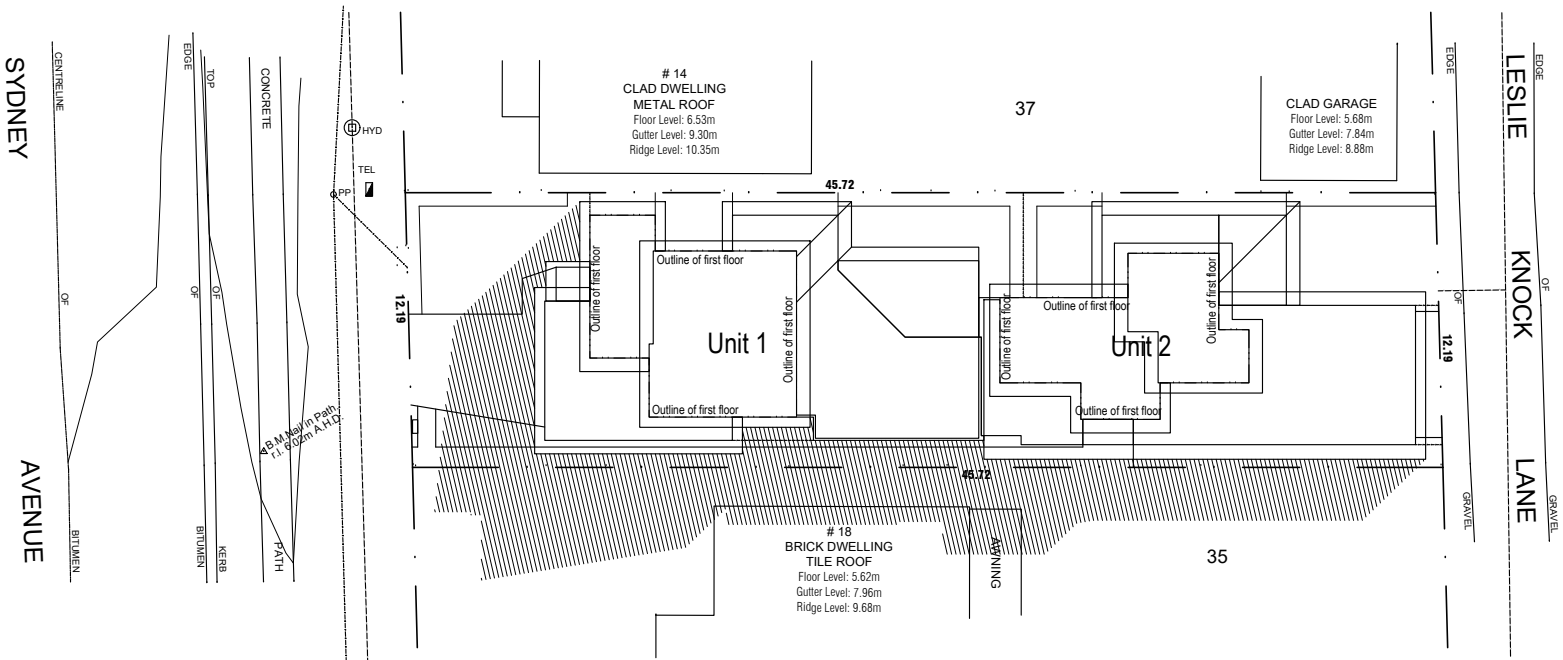 SYDNEY
AVENUE
CENTRELINE
OF
BITUMEN
EDGE
OF
BITUMEN
TOP
OF
KERB
CONCRETE
PATH
B.M.Nail in Path
r.l. 6.02m A.H.D.
HYD
TEL
PP
12.19
# 14
CLAD DWELLING
METAL ROOF
Floor Level: 6.53m
Gutter Level: 9.30m
Ridge Level: 10.35m
37
CLAD GARAGE
Floor Level: 5.68m
Gutter Level: 7.84m
Ridge Level: 8.88m
45.72
Outline of first floor
Outline of first floor
Unit 1
Outline of first floor
Outline of first floor
Outline of first floor
Outline of first floor
Unit 2
Outline of first floor
Outline of first floor
45.72
# 18
BRICK DWELLING
TILE ROOF
Floor Level: 5.62m
Gutter Level: 7.96m
Ridge Level: 9.68m
AWNING
35
12.19
EDGE
OF
GRAVEL
LESLIE
KNOCK
LANE
EDGE
OF
GRAVEL